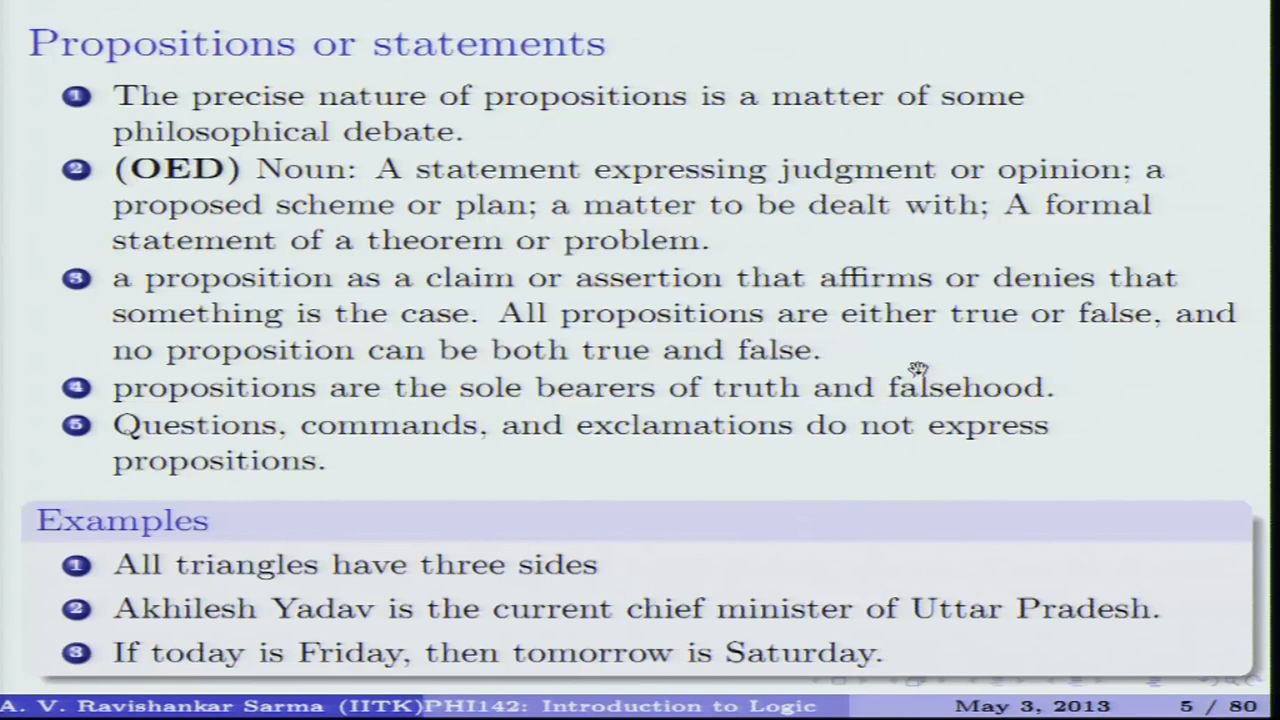 Propositions or statements
1 The precise nature of propositions is a matter of some
philosophical debate.
2 (OED) Noun: A statement expressing judgment or opinion; a
proposed scheme or plan; a matter to be dealt with; A formal
statement of a theorem or problem.
3 a proposition as a claim or assertion that affirms or denies that
something is the case. All propositions are either true or false, and
no proposition can be both true and false.
4 propositions are the sole bearers of truth and falsehood.
5 Questions, commands, and exclamations do not express
propositions.
Examples
1 All triangles have three sides
2 Akhilesh Yadav is the current chief minister of Uttar Pradesh.
3 If today is Friday, then tomorrow is Saturday.
A. V. Ravishankar Sarma (IITK) PHI142: Introduction to Logic May 3, 2013 5 / 80